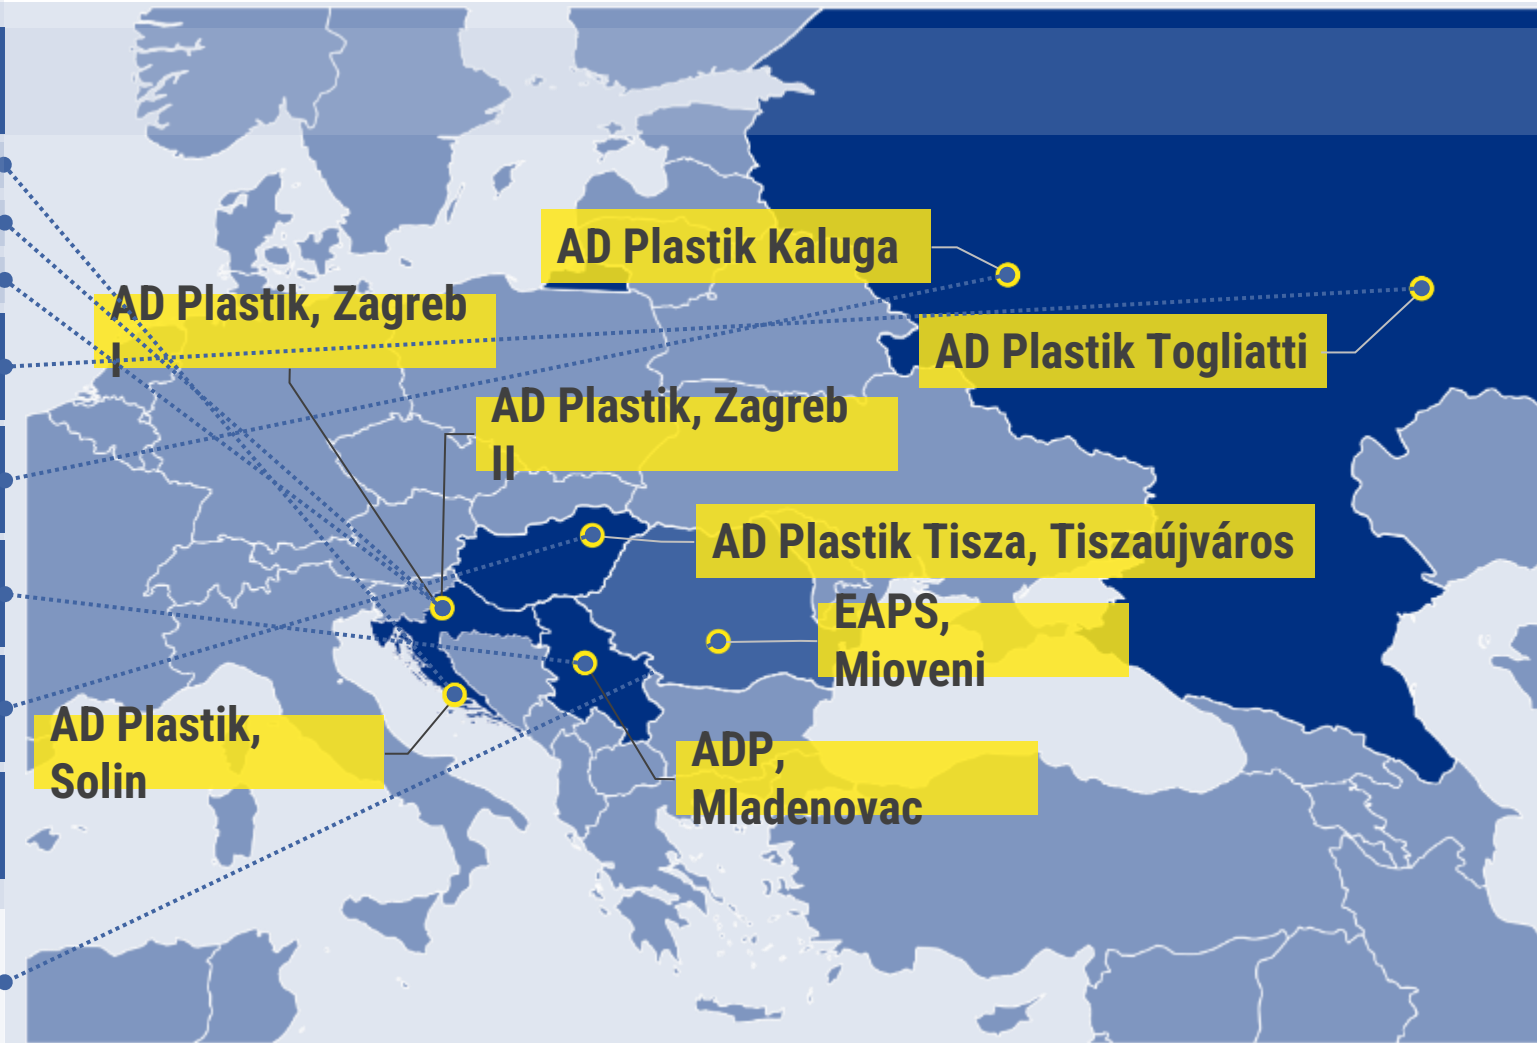 AD Plastik Kaluga
AD Plastik, Zagreb
I
AD Plastik Togliatti
AD Plastik, Zagreb
II
AD Plastik Tisza, Tiszaújváros
EAPS,
Mioveni
AD Plastik,
Solin
ADP,
Mladenovac